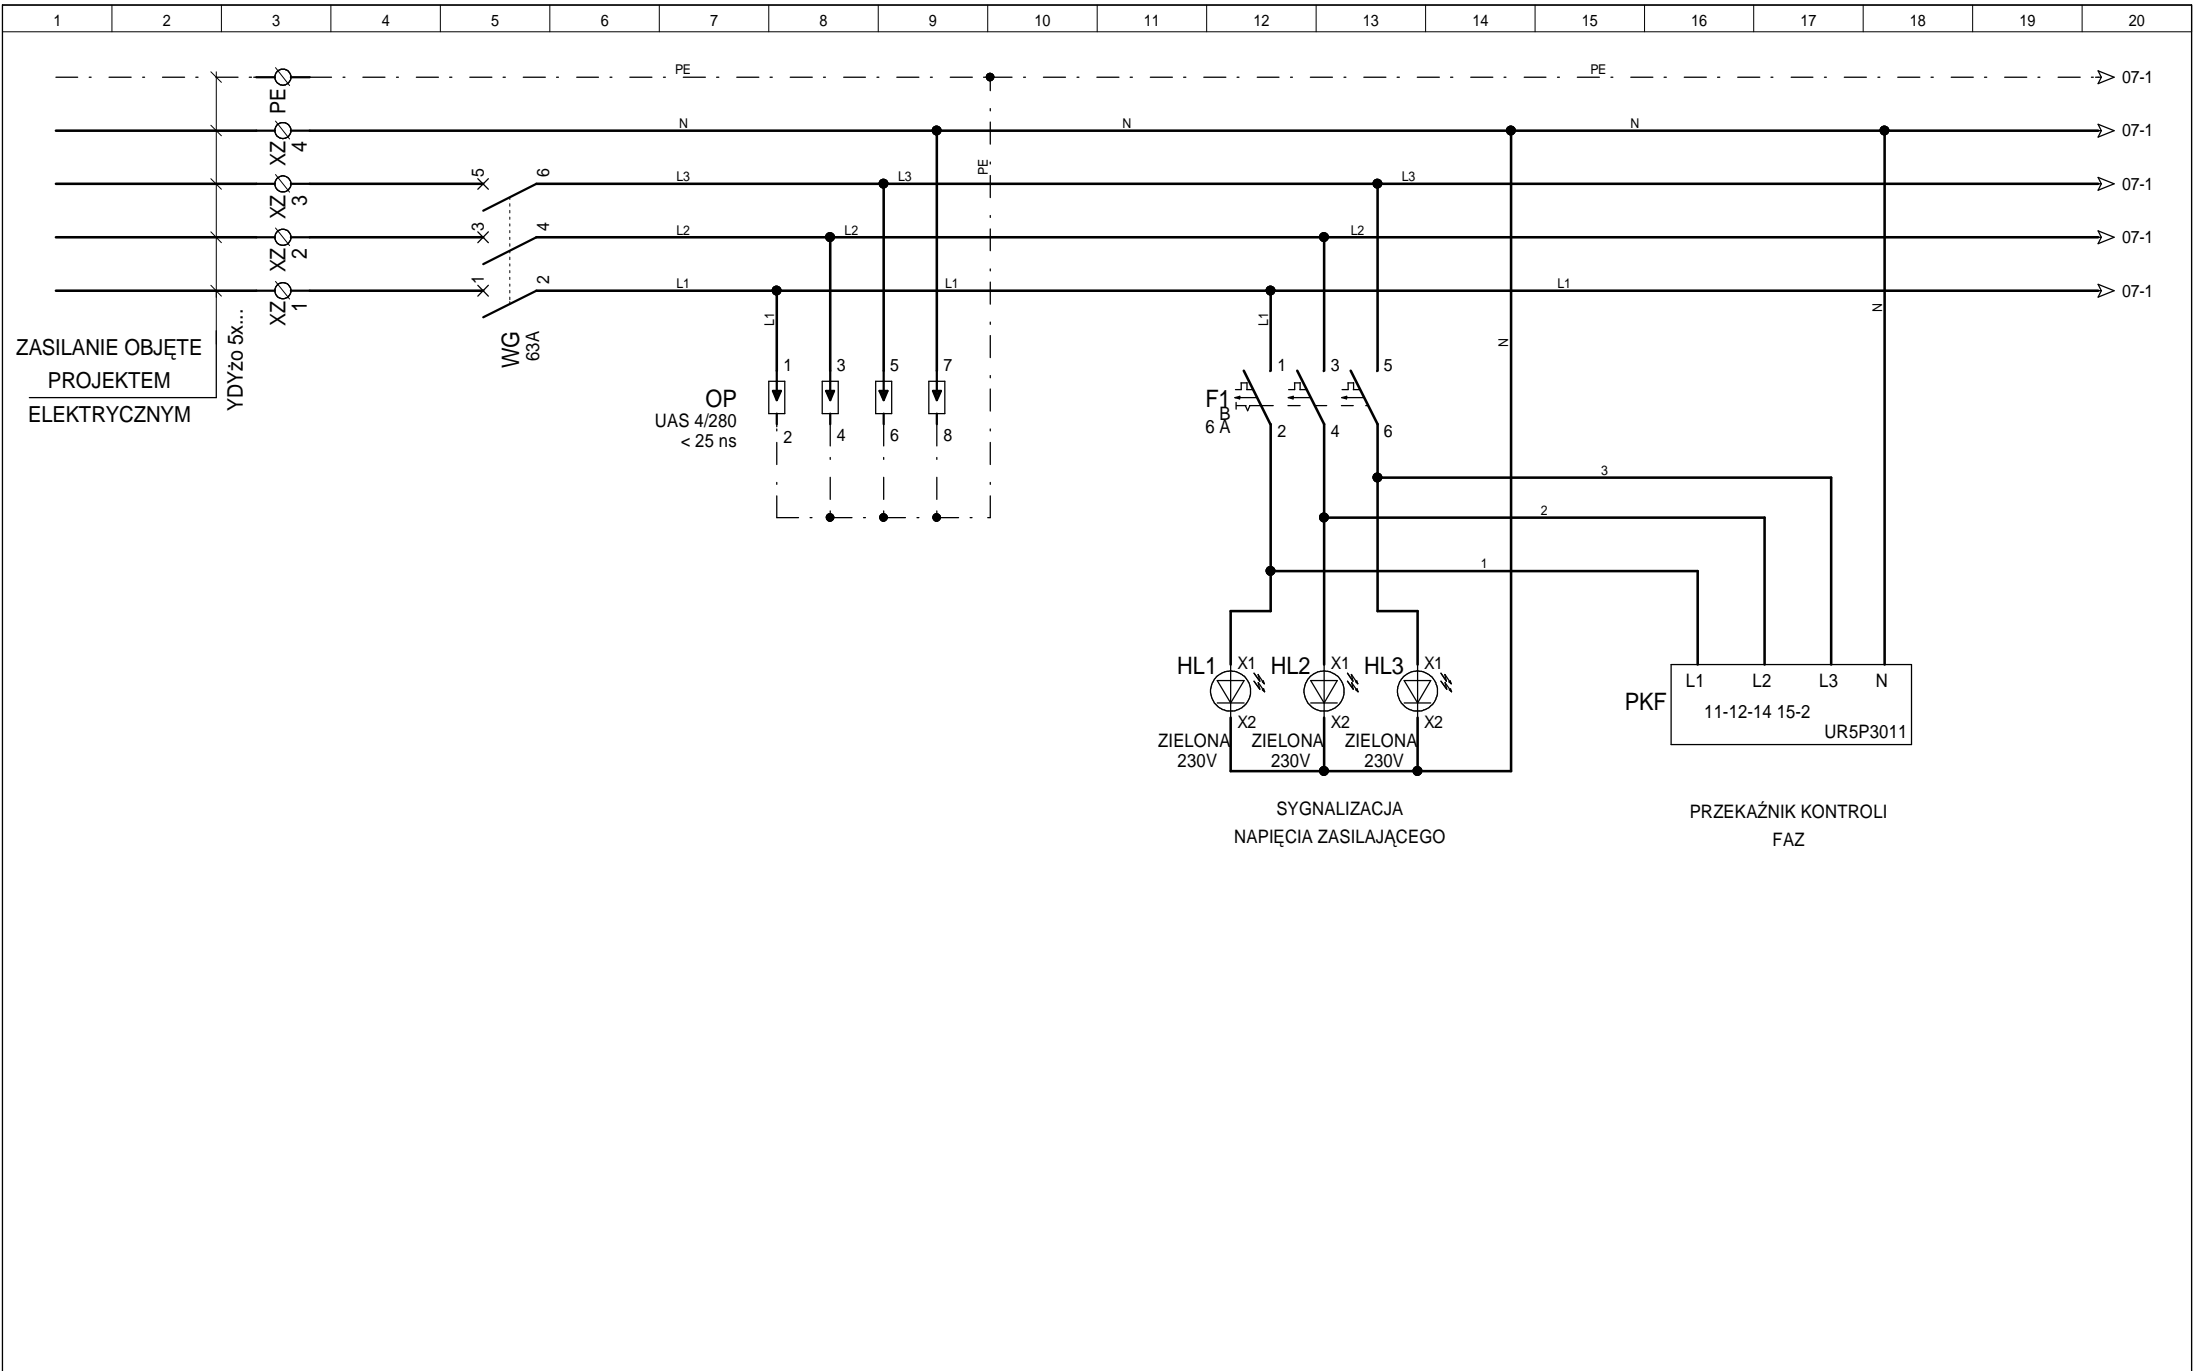 1 2 3 4 5 6 7 8 9 10 11 12 13 14 15 16 17 18 19 20
PE PE 07-1
PE
N N N 07-1
XZ 4
PE
5 6 L3 L3 L3 07-1
XZ 3
3 4 L2 L2 L2 07-1
XZ 2
1 2 L1 L1 L1 07-1
XZ 1
L1 L1 N N
ZASILANIE OBJĘTE
PROJEKTEM
ELEKTRYCZNYM
YDYżo 5x...
WG
63A
1 3 5 7
OP
UAS 4/280
< 25 ns
2 4 6 8
1 3 5
F1
B
6 A
2 4 6
3
2
1
HL1 X1 HL2 X1 HL3 X1
X2 X2 X2
ZIELONA ZIELONA ZIELONA
230V 230V 230V
PKF
L1 L2 L3 N
11-12-14 15-2
UR5P3011
SYGNALIZACJA
NAPIĘCIA ZASILAJĄCEGO
PRZEKAŹNIK KONTROLI
FAZ